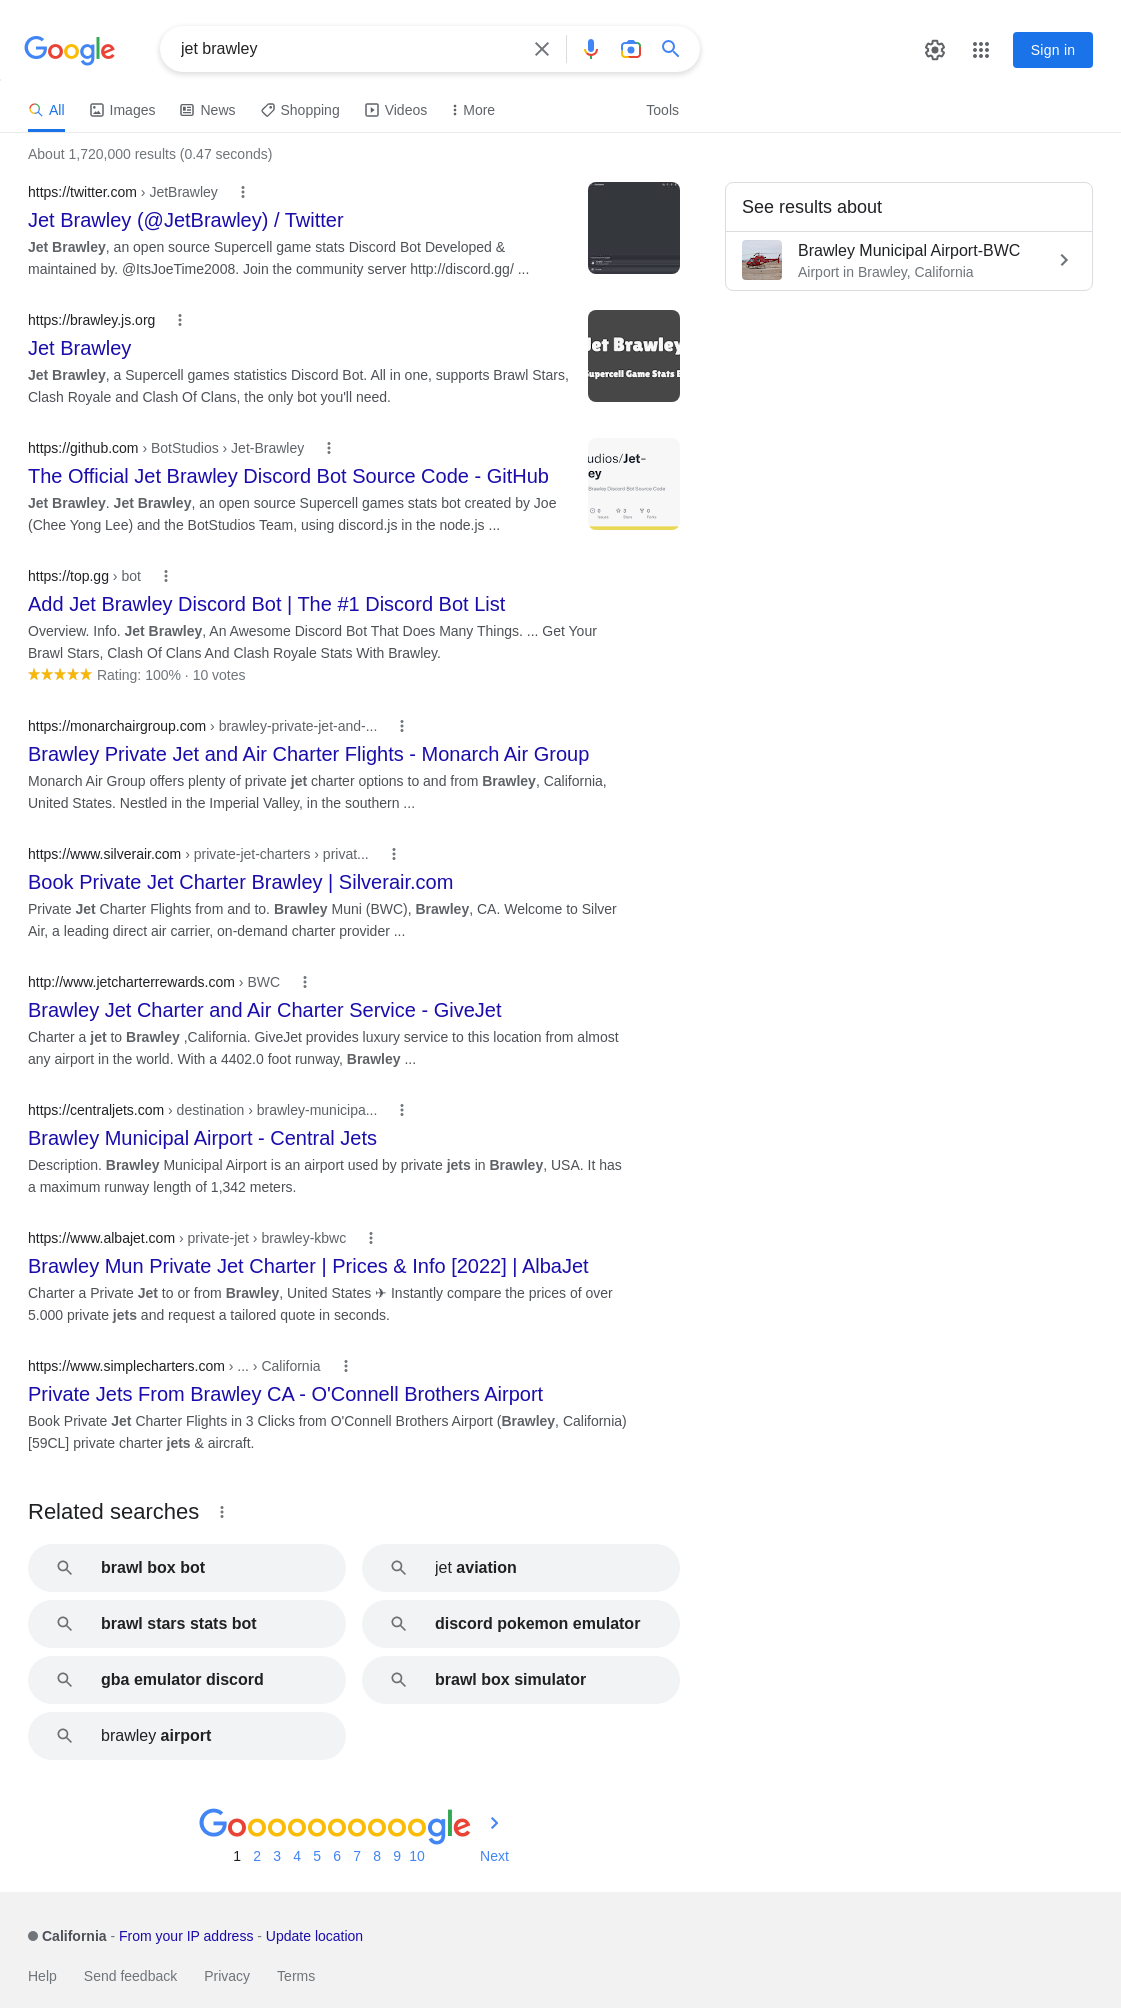 Google
jet brawley
Sign in
All
Images
News
Shopping
Videos
More
Tools
About 1,720,000 results (0.47 seconds)
https://twitter.com › JetBrawley
Jet Brawley (@JetBrawley) / Twitter
Jet Brawley, an open source Supercell game stats Discord Bot Developed &
maintained by. @ItsJoeTime2008. Join the community server http://discord.gg/ ...
See results about
Brawley Municipal Airport-BWC
Airport in Brawley, California
https://brawley.js.org
Jet Brawley
Jet Brawley, a Supercell games statistics Discord Bot. All in one, supports Brawl Stars,
Clash Royale and Clash Of Clans, the only bot you'll need.
Jet Brawley
Supercell Game Stats B
https://github.com › BotStudios › Jet-Brawley
The Official Jet Brawley Discord Bot Source Code - GitHub
Jet Brawley. Jet Brawley, an open source Supercell games stats bot created by Joe
(Chee Yong Lee) and the BotStudios Team, using discord.js in the node.js ...
udios/Jet-
ey
Brawlee Discord Bot Source Code
https://top.gg › bot
Add Jet Brawley Discord Bot | The #1 Discord Bot List
Overview. Info. Jet Brawley, An Awesome Discord Bot That Does Many Things. ... Get Your
Brawl Stars, Clash Of Clans And Clash Royale Stats With Brawley.
Rating: 100% · 10 votes
https://monarchairgroup.com › brawley-private-jet-and-...
Brawley Private Jet and Air Charter Flights - Monarch Air Group
Monarch Air Group offers plenty of private jet charter options to and from Brawley, California,
United States. Nestled in the Imperial Valley, in the southern ...
https://www.silverair.com › private-jet-charters › privat...
Book Private Jet Charter Brawley | Silverair.com
Private Jet Charter Flights from and to. Brawley Muni (BWC), Brawley, CA. Welcome to Silver
Air, a leading direct air carrier, on-demand charter provider ...
http://www.jetcharterrewards.com › BWC
Brawley Jet Charter and Air Charter Service - GiveJet
Charter a jet to Brawley ,California. GiveJet provides luxury service to this location from almost
any airport in the world. With a 4402.0 foot runway, Brawley ...
https://centraljets.com › destination › brawley-municipa...
Brawley Municipal Airport - Central Jets
Description. Brawley Municipal Airport is an airport used by private jets in Brawley, USA. It has
a maximum runway length of 1,342 meters.
https://www.albajet.com › private-jet › brawley-kbwc
Brawley Mun Private Jet Charter | Prices & Info [2022] | AlbaJet
Charter a Private Jet to or from Brawley, United States ✈ Instantly compare the prices of over
5.000 private jets and request a tailored quote in seconds.
https://www.simplecharters.com › ... › California
Private Jets From Brawley CA - O'Connell Brothers Airport
Book Private Jet Charter Flights in 3 Clicks from O'Connell Brothers Airport (Brawley, California)
[59CL] private charter jets & aircraft.
Related searches
brawl box bot
jet aviation
brawl stars stats bot
discord pokemon emulator
gba emulator discord
brawl box simulator
brawley airport
Goooooooooogle
1 2 3 4 5 6 7 8 9 10 Next
California - From your IP address - Update location
Help Send feedback Privacy Terms